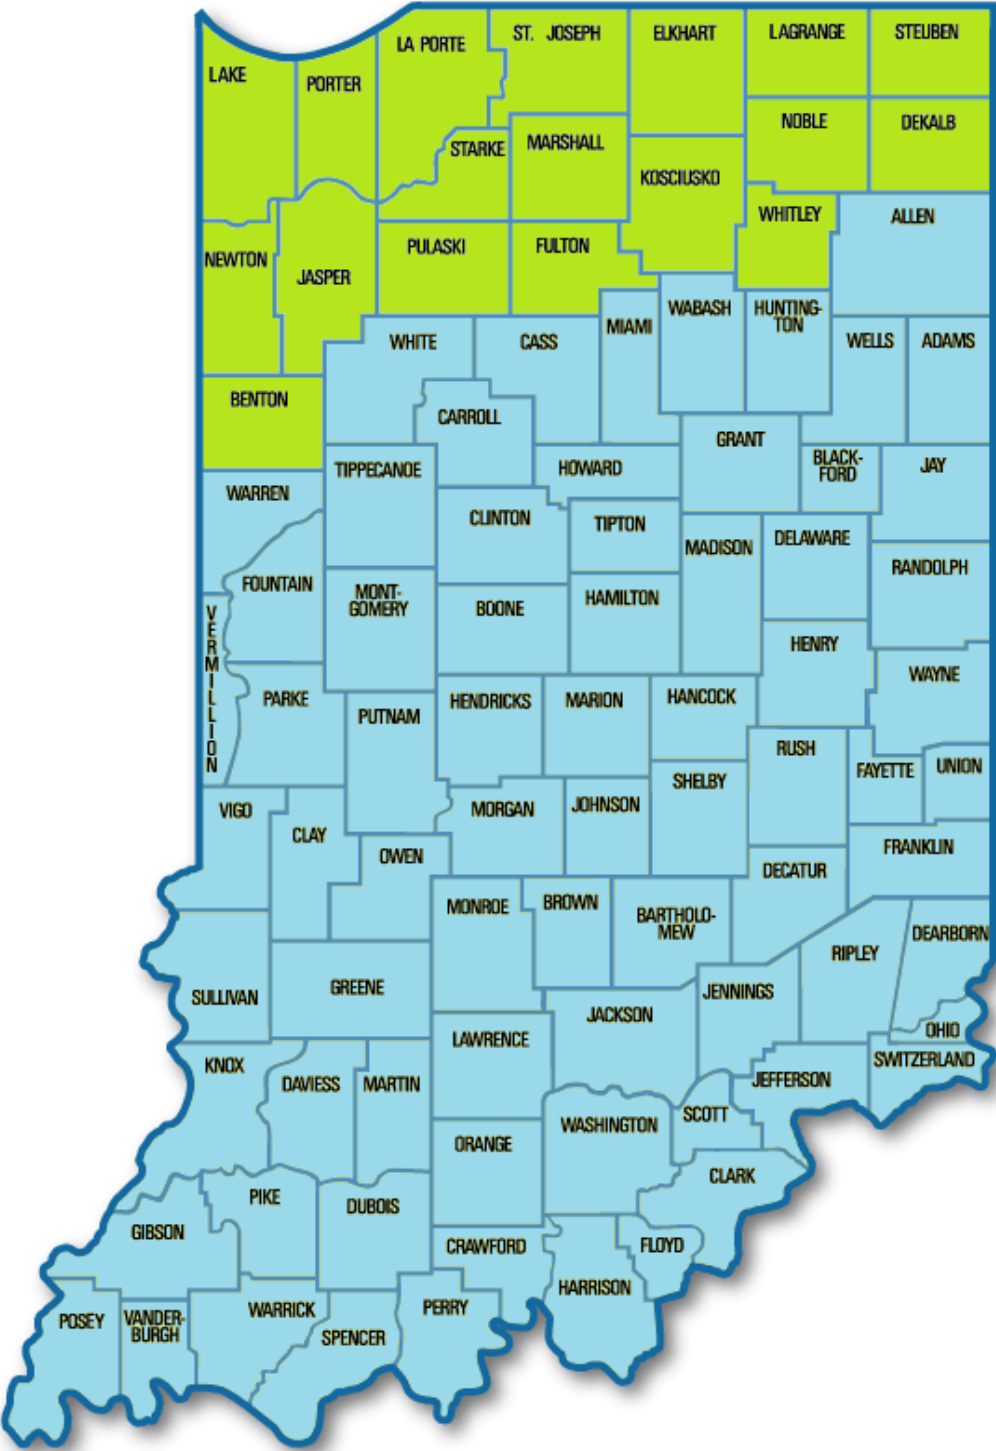 LAKE
PORTER
LA PORTE
ST. JOSEPH
ELKHART
LAGRANGE
STEUBEN
STARKE
MARSHALL
KOSCIUSKO
NOBLE
DEKALB
WHITLEY
ALLEN
NEWTON
JASPER
PULASKI
FULTON
WHITE
CASS
MIAMI
WABASH
HUNTING-
TON
WELLS
ADAMS
BENTON
CARROLL
GRANT
TIPPECANOE
HOWARD
BLACK-
FORD
JAY
WARREN
CLINTON
TIPTON
MADISON
DELAWARE
RANDOLPH
FOUNTAIN
MONT-
GOMERY
BOONE
HAMILTON
VERMILLION
HENRY
WAYNE
PARKE
PUTNAM
HENDRICKS
MARION
HANCOCK
RUSH
FAYETTE
UNION
VIGO
CLAY
MORGAN
JOHNSON
SHELBY
OWEN
FRANKLIN
DECATUR
MONROE
BROWN
BARTHOLO-
MEW
DEARBORN
RIPLEY
SULLIVAN
GREENE
JENNINGS
JACKSON
OHIO
LAWRENCE
SWITZERLAND
KNOX
DAVIESS
MARTIN
JEFFERSON
SCOTT
WASHINGTON
ORANGE
CLARK
PIKE
DUBOIS
GIBSON
CRAWFORD
FLOYD
HARRISON
POSEY
VANDER-
BURGH
WARRICK
PERRY
SPENCER